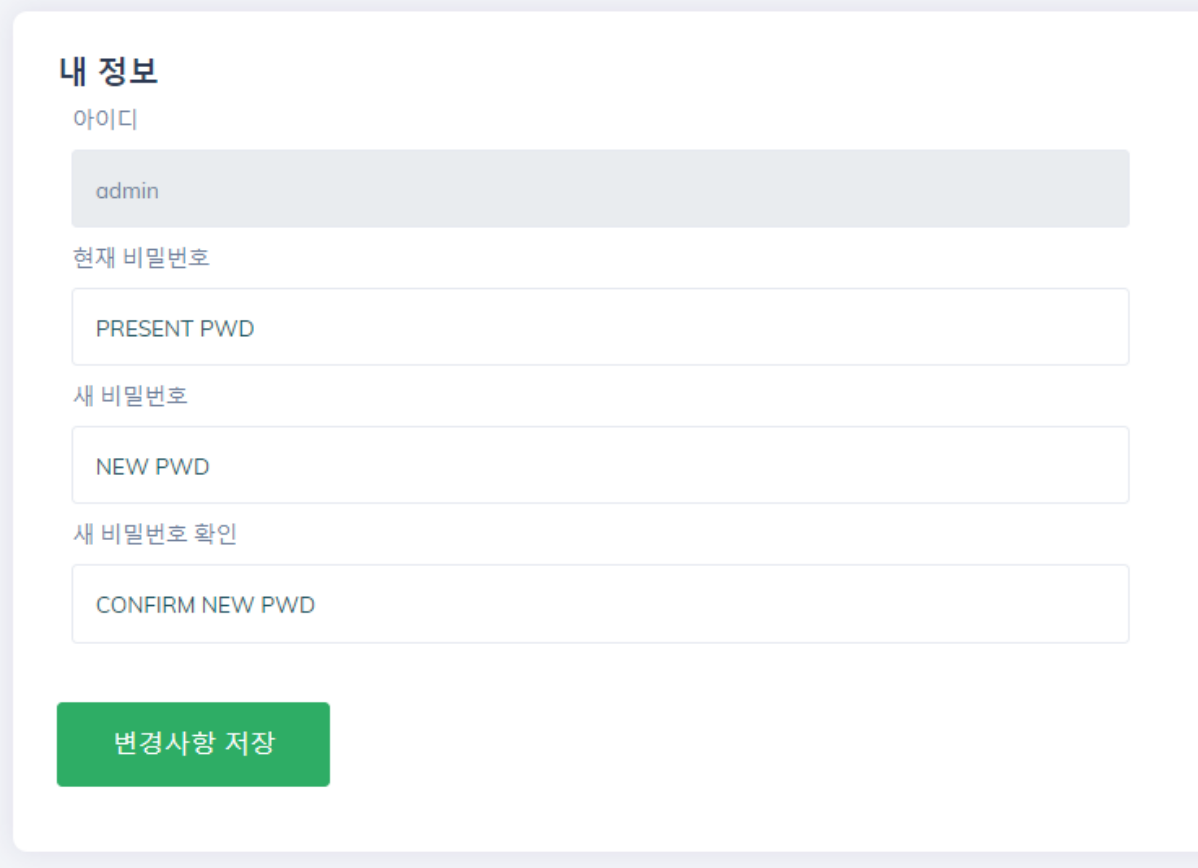 내 정보
아이디
admin
현재 비밀번호
PRESENT PWD
새 비밀번호
NEW PWD
새 비밀번호 확인
CONFIRM NEW PWD
변경사항 저장